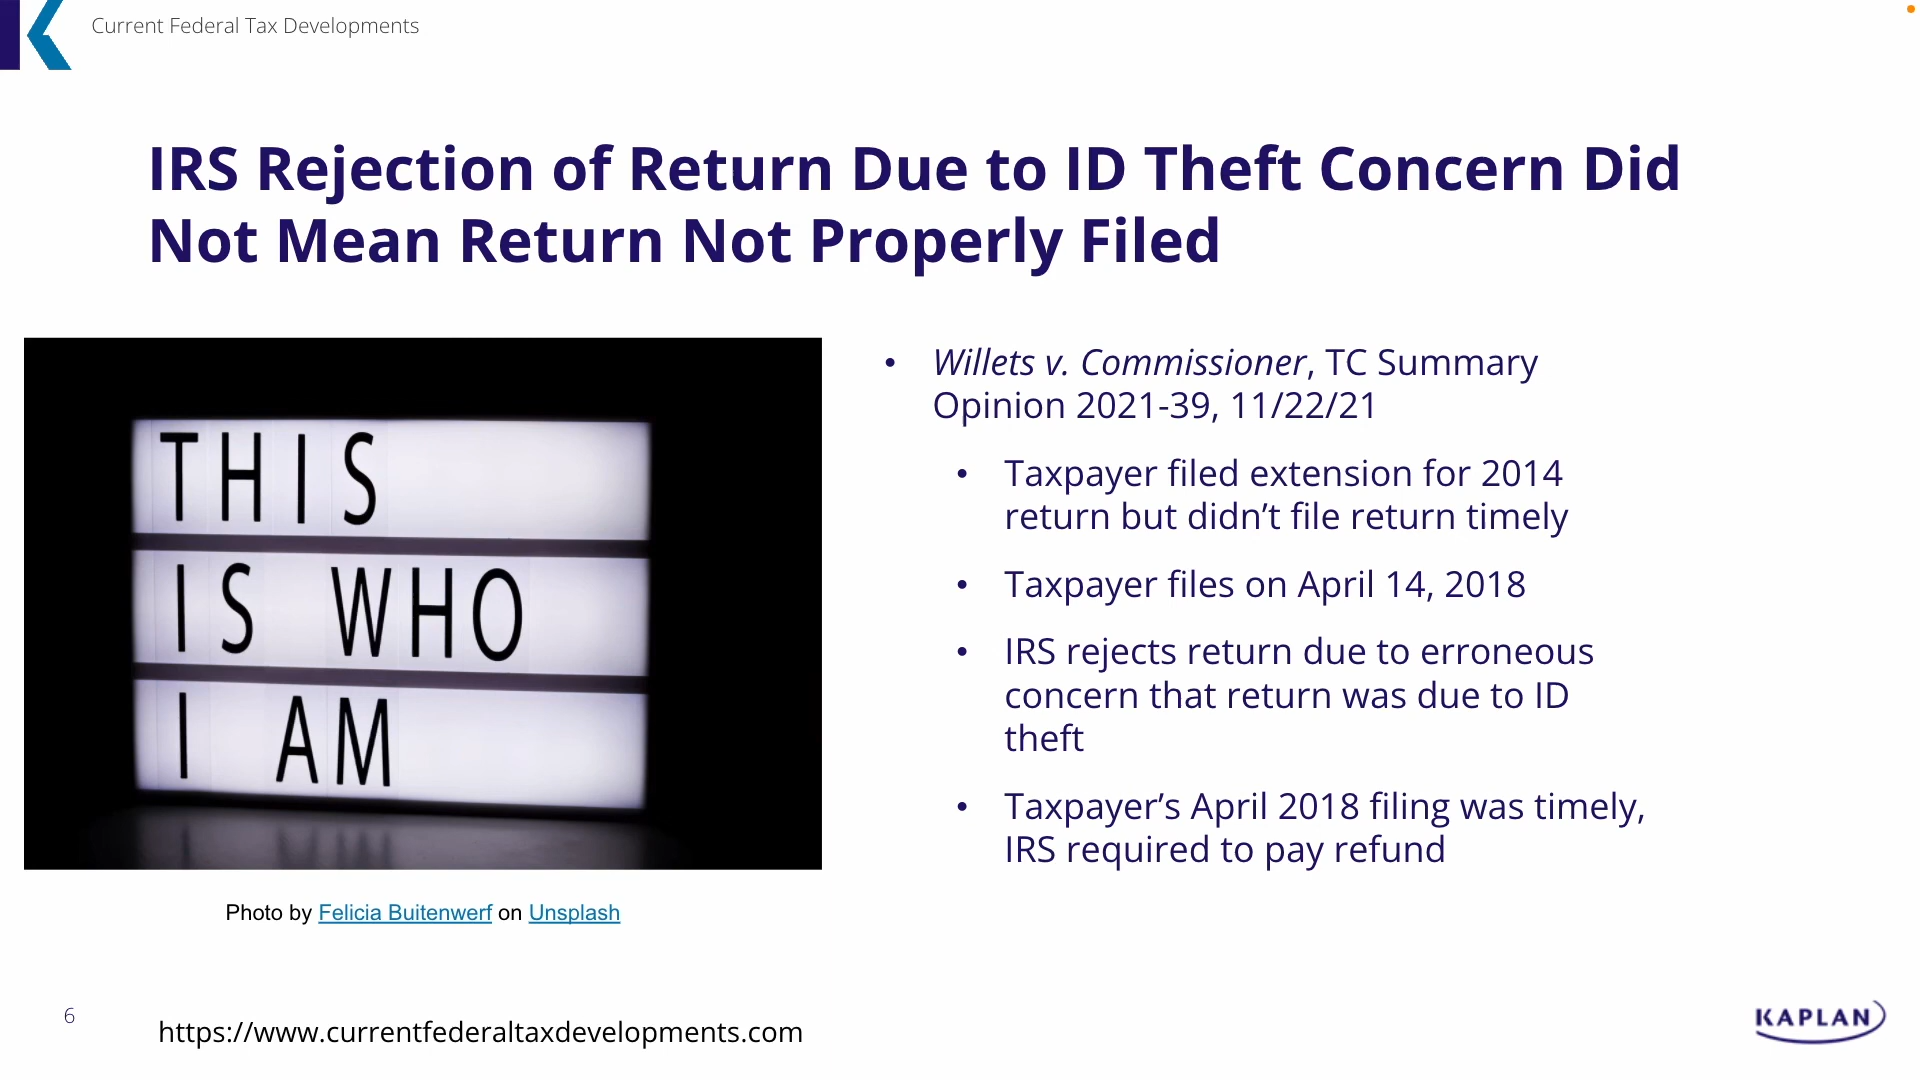 Current Federal Tax Developments
IRS Rejection of Return Due to ID Theft Concern Did
Not Mean Return Not Properly Filed
THIS
IS WHO
I AM
Photo by Felicia Buitenwerf on Unsplash
• Willets v. Commissioner, TC Summary
Opinion 2021-39, 11/22/21
• Taxpayer filed extension for 2014
return but didn’t file return timely
• Taxpayer files on April 14, 2018
• IRS rejects return due to erroneous
concern that return was due to ID
theft
• Taxpayer’s April 2018 filing was timely,
IRS required to pay refund
6
https://www.currentfederaltaxdevelopments.com
KAPLAN